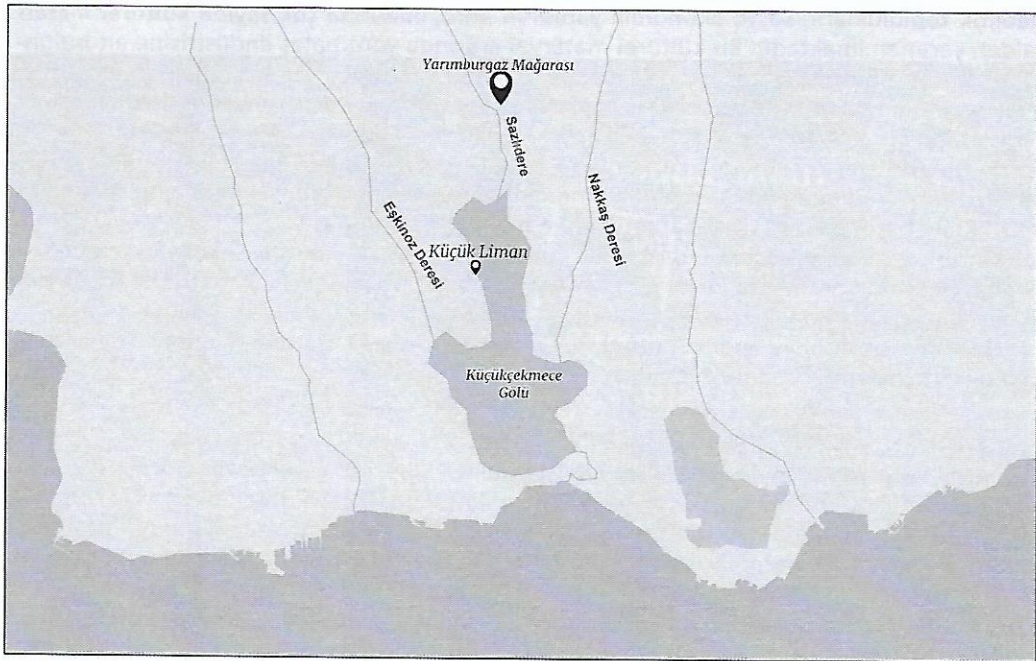 Yarımburgaz Mağarası
Sazlıdere
Eşkinoz Deresi
Nakkaş Deresi
Küçük Liman
Küçükçekmece
Gölü